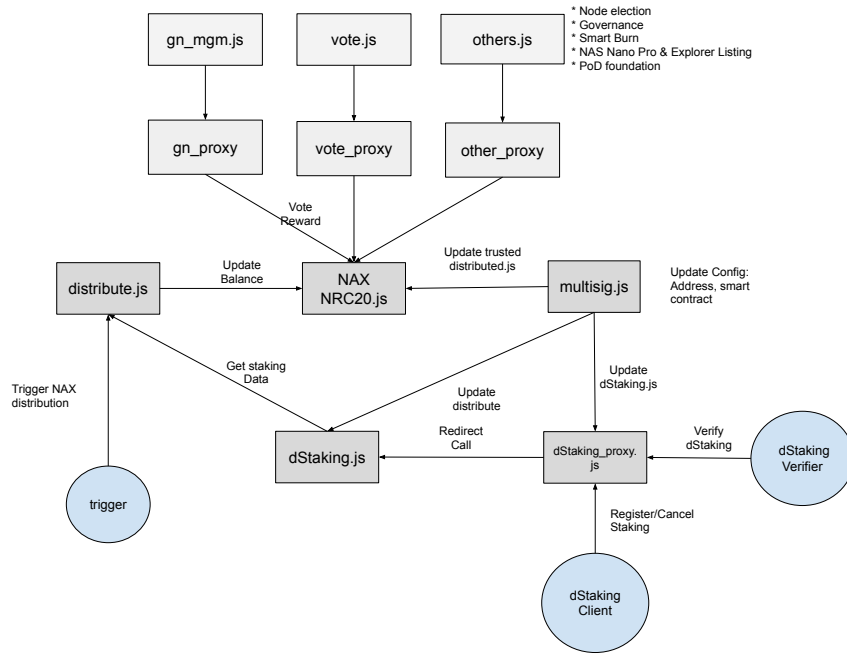 * Node election
* Governance
* Smart Burn
* NAS Nano Pro & Explorer Listing
* PoD foundation
gn_mgm.js
vote.js
others.js
gn_proxy
vote_proxy
other_proxy
Vote
Reward
Update
Balance
Update trusted
distributed.js
distribute.js
NAX
NRC20.js
multisig.js
Update Config:
Address, smart
contract
Trigger NAX
distribution
Get staking
Data
Update
distribute
Update
dStaking.js
Redirect
Call
Verify
dStaking
dStaking.js
dStaking_proxy.
js
dStaking
Verifier
trigger
Register/Cancel
Staking
dStaking
Client